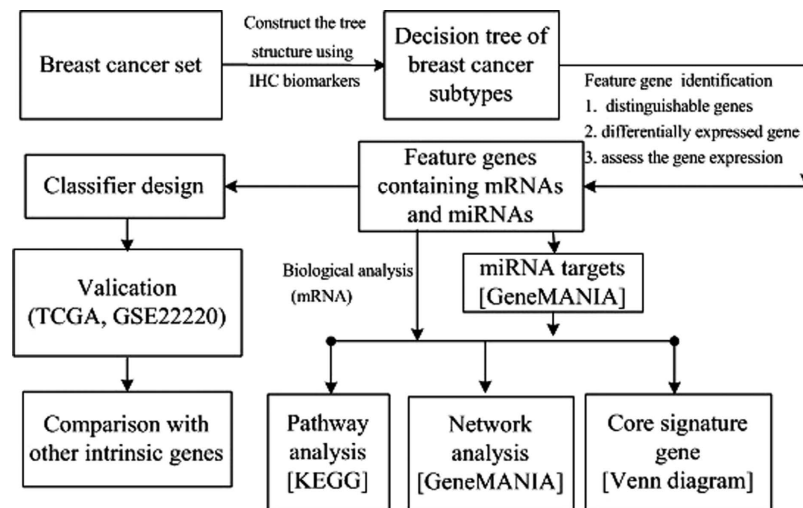 Breast cancer set
Construct the tree
structure using
IHC biomarkers
Decision tree of
breast cancer
subtypes
Feature gene identification
1. distinguishable genes
2. differentially expressed gene
3. assess the gene expression
Feature genes
containing mRNAs
and miRNAs
Classifier design
Valication
(TCGA, GSE22220)
Comparison with
other intrinsic genes
Biological analysis
(mRNA)
miRNA targets
[GeneMANIA]
Pathway
analysis
[KEGG]
Network
analysis
[GeneMANIA]
Core signature
gene
[Venn diagram]